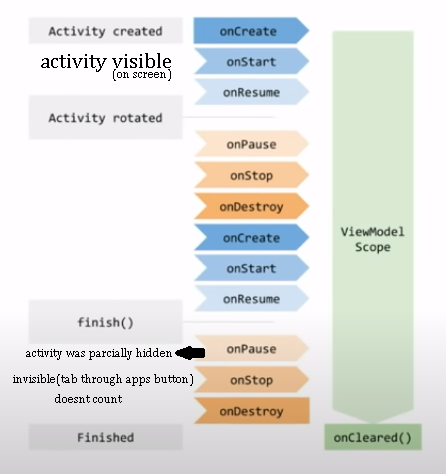 Activity created
onCreate
activity visible
(on screen)
onStart
onResume
Activity rotated
onPause
onStop
onDestroy
onCreate
ViewModel
Scope
onStart
onResume
finish()
activity was parcially hidden
onPause
invisible(tab through apps button)
doesnt count
onStop
onDestroy
Finished
onCleared()